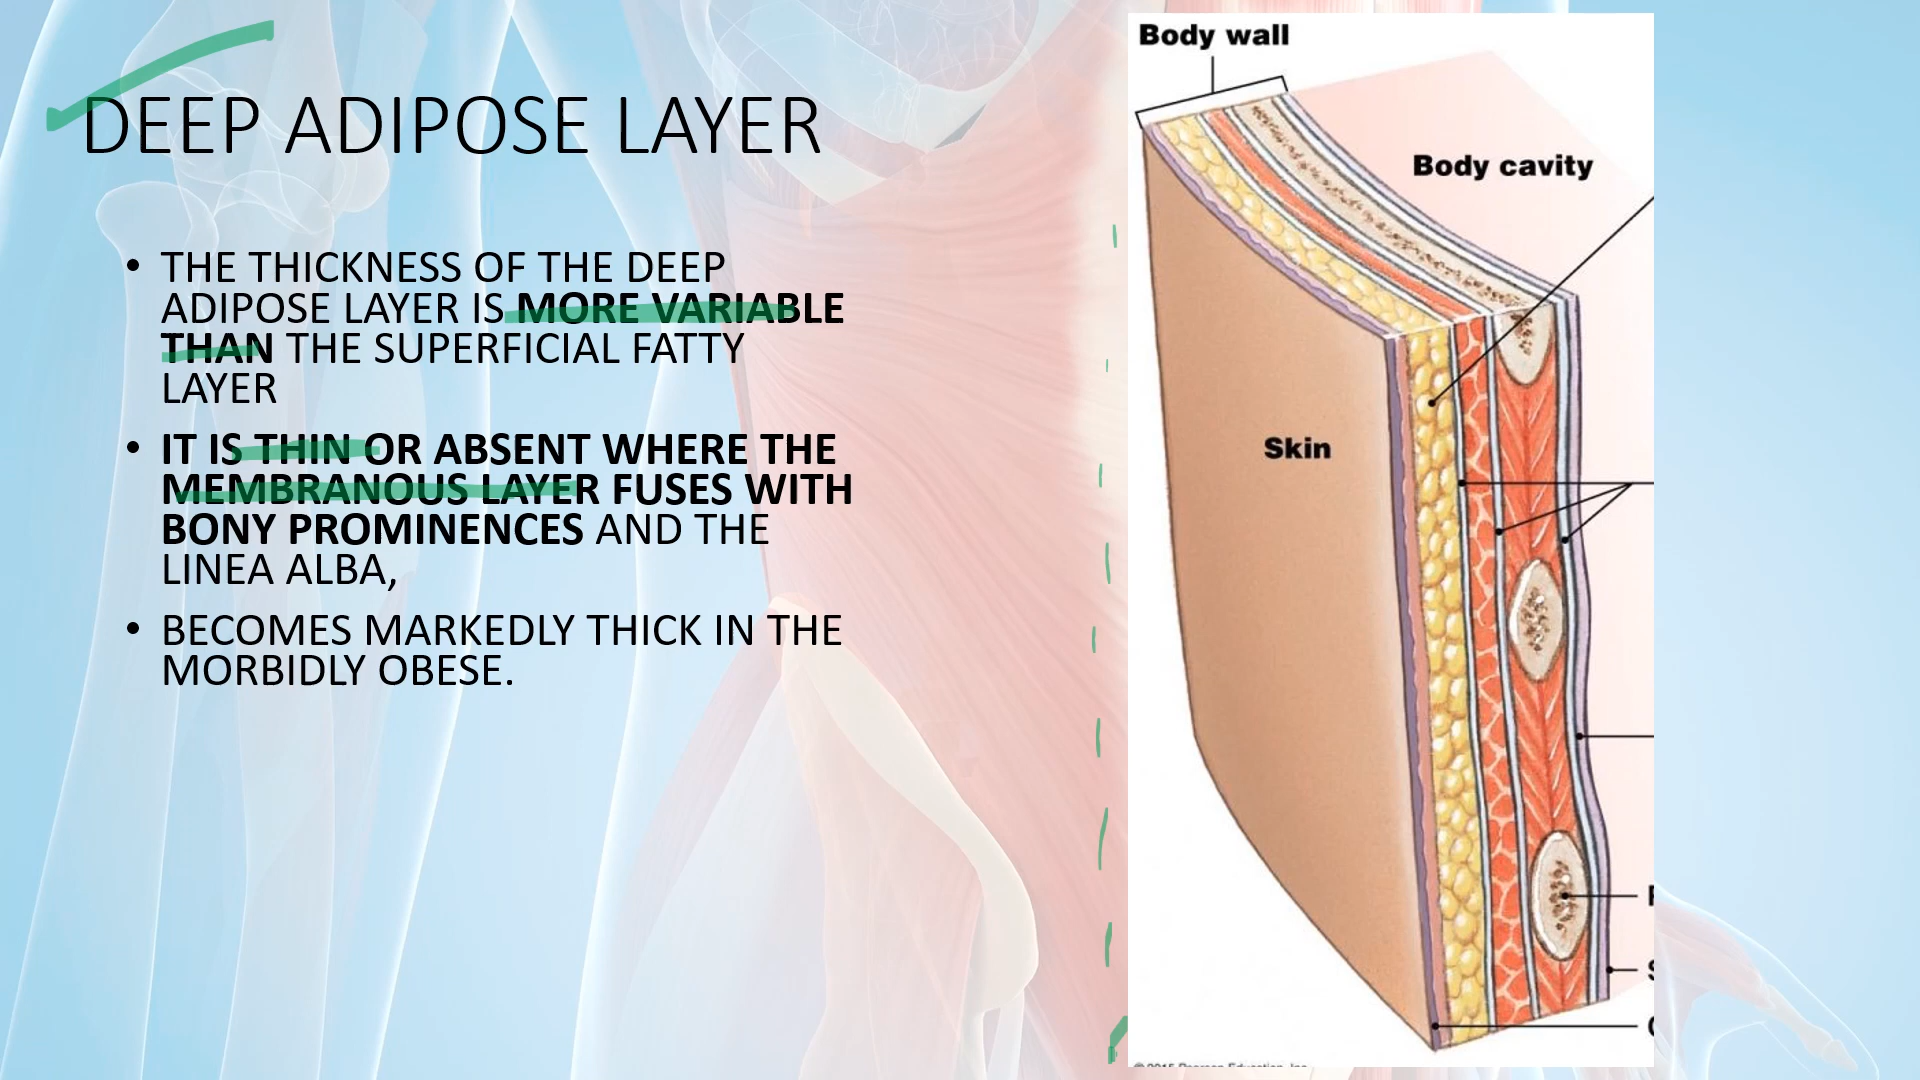 DEEP ADIPOSE LAYER
• THE THICKNESS OF THE DEEP
ADIPOSE LAYER IS MORE VARIABLE
THAN THE SUPERFICIAL FATTY
LAYER
• IT IS THIN OR ABSENT WHERE THE
MEMBRANOUS LAYER FUSES WITH
BONY PROMINENCES AND THE
LINEA ALBA,
• BECOMES MARKEDLY THICK IN THE
MORBIDLY OBESE.
Body wall
Body cavity
Skin